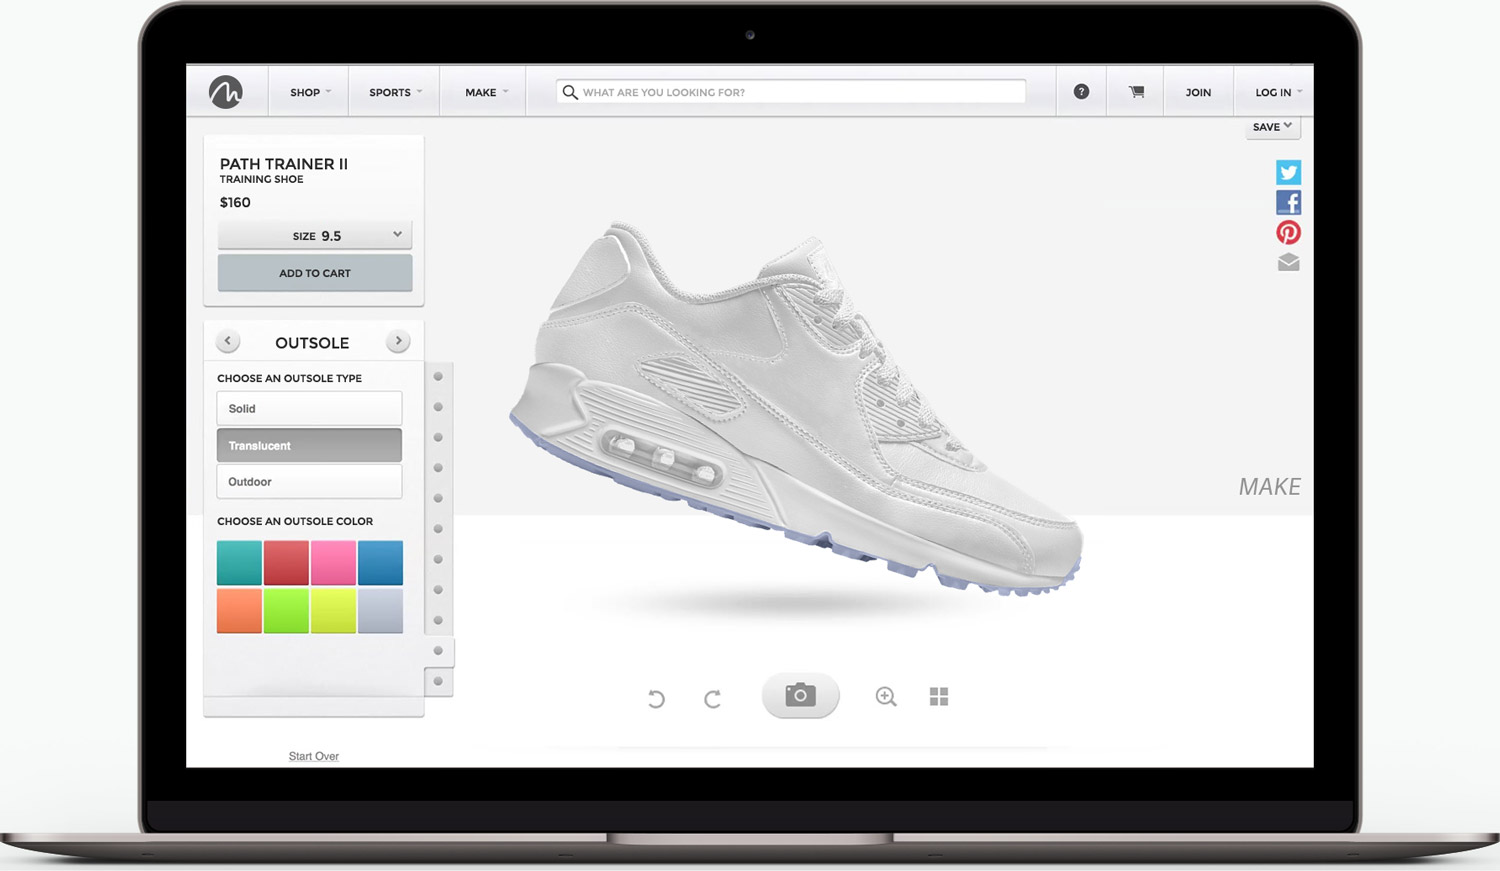 SHOP
SPORTS
MAKE
WHAT ARE YOU LOOKING FOR?
?
JOIN
LOG IN
SAVE
PATH TRAINER II
TRAINING SHOE
$160
SIZE 9.5
ADD TO CART
OUTSOLE
CHOOSE AN OUTSOLE TYPE
Solid
Translucent
Outdoor
MAKE
CHOOSE AN OUTSOLE COLOR
Start Over